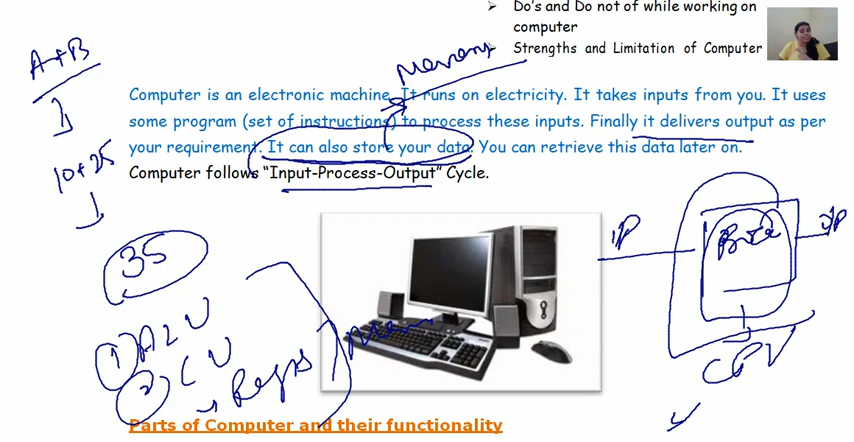 ➢ Do's and Do not of while working on
computer
➢ Strengths and Limitation of Computer
A+B
Memory
Computer is an electronic machine. It runs on electricity. It takes inputs from you. It uses
some program (set of instructions) to process these inputs. Finally it delivers output as per
your requirement. It can also store your data. You can retrieve this data later on.
Computer follows “Input-Process-Output” Cycle.
10+25
I/P
O/P
35
1 ALU
2 CU
CPU
Parts of Computer and their functionality